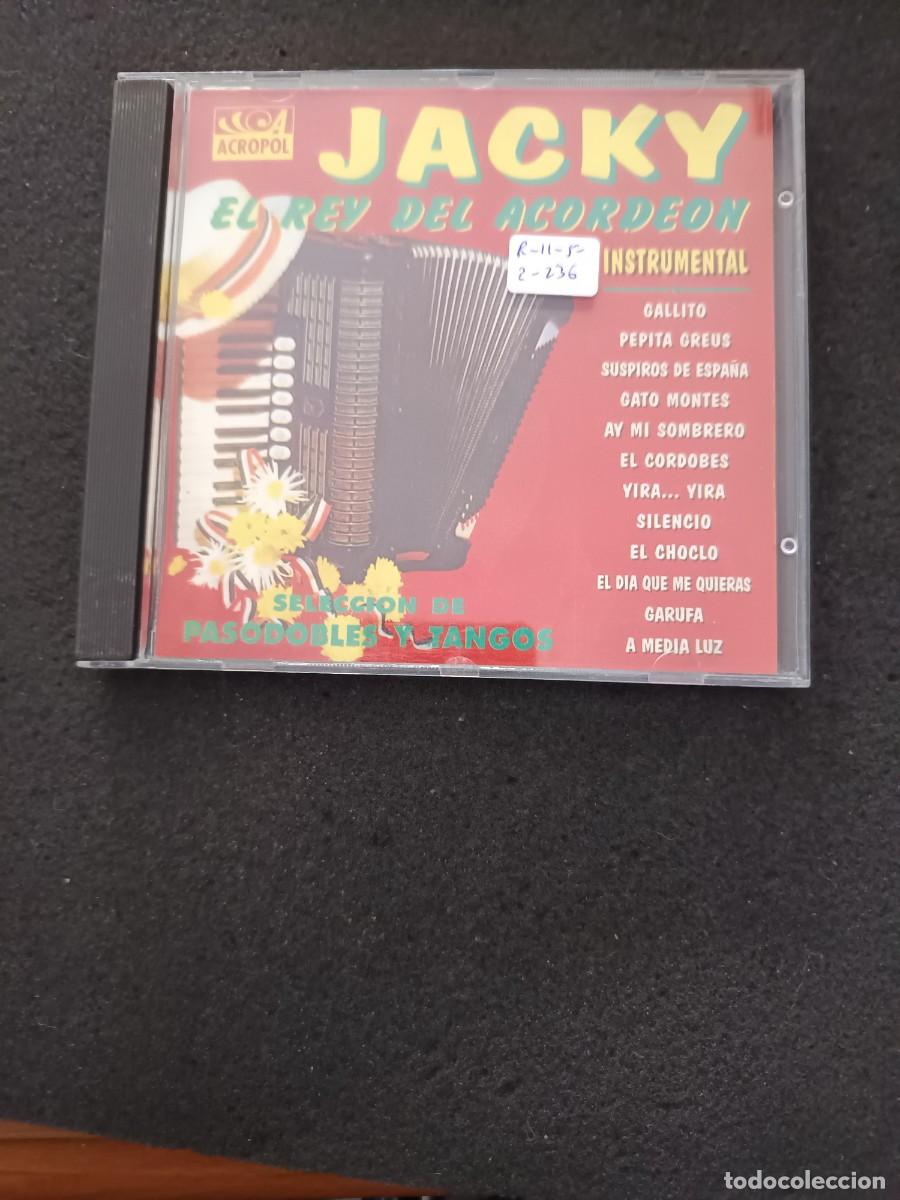 ACROPOL
JACKY
EL REY DEL ACORDEON
R-11-5-
2-236
INSTRUMENTAL
GALLITO
PEPITA GREUS
SUSPIROS DE ESPAÑA
GATO MONTES
AY MI SOMBRERO
EL CORDOBES
YIRA... YIRA
SILENCIO
EL CHOCLO
EL DIA QUE ME QUIERAS
GARUFA
A MEDIA LUZ
SELECCION DE
PASODOBLES Y TANGOS
todocoleccion